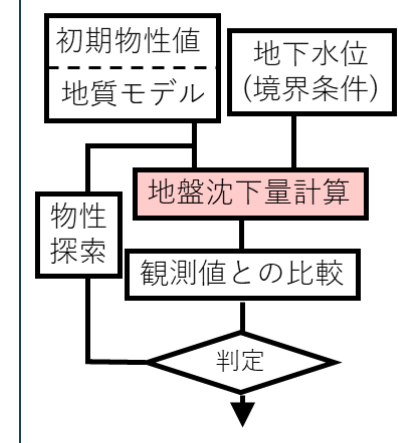 初期物性値
地質モデル
地下水位
(境界条件)
地盤沈下量計算
物性
探索
観測値との比較
判定